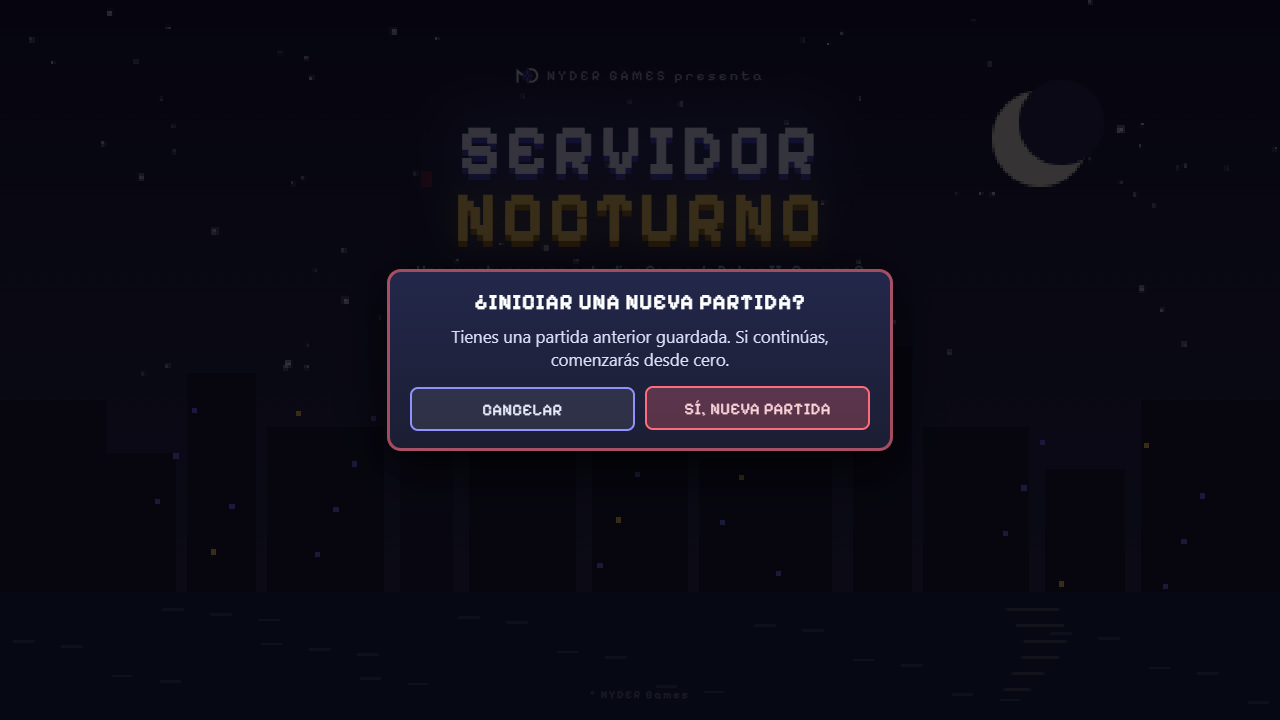 NYDER GAMES presenta
SERVIDOR
NOCTURNO
¿INICIAR UNA NUEVA PARTIDA?
Tienes una partida anterior guardada. Si continúas,
comenzarás desde cero.
CANCELAR
SÍ, NUEVA PARTIDA
NYDER Games